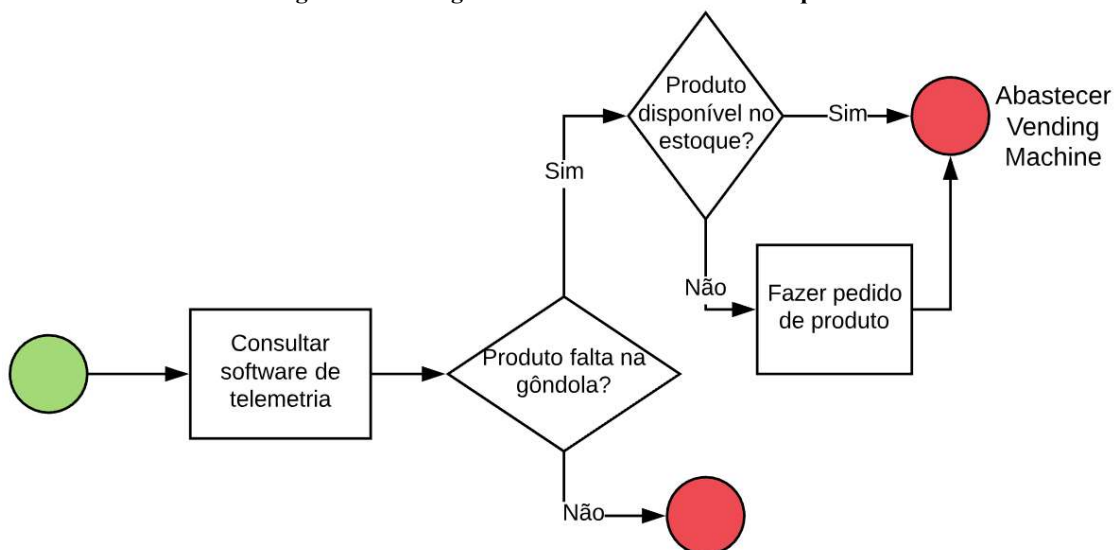 Produto
disponível no
estoque?
Sim
Abastecer
Vending
Machine
Sim
Não
Fazer pedido
de produto
Consultar
software de
telemetria
Produto falta na
gôndola?
Não